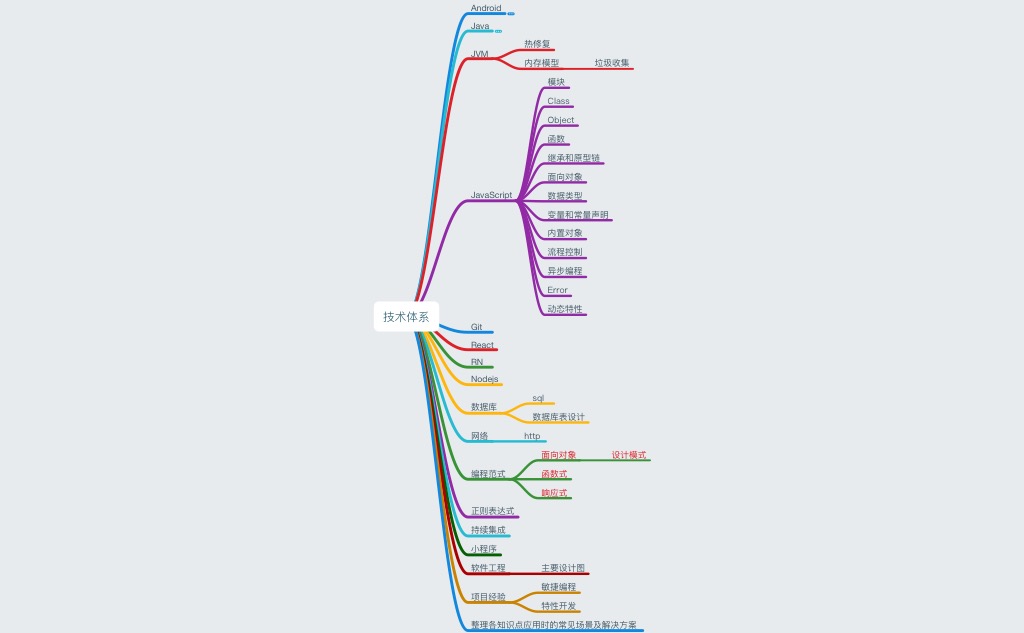 Android
Java
JVM
热修复
内存模型
垃圾收集
JavaScript
模块
Class
Object
函数
继承和原型链
面向对象
数据类型
变量和常量声明
内置对象
流程控制
异步编程
Error
动态特性
技术体系
Git
React
RN
Nodejs
数据库
sql
数据库表设计
网络
http
编程范式
面向对象
设计模式
函数式
响应式
正则表达式
持续集成
小程序
软件工程
主要设计图
项目经验
敏捷编程
特性开发
整理各知识点应用时的常见场景及解决方案